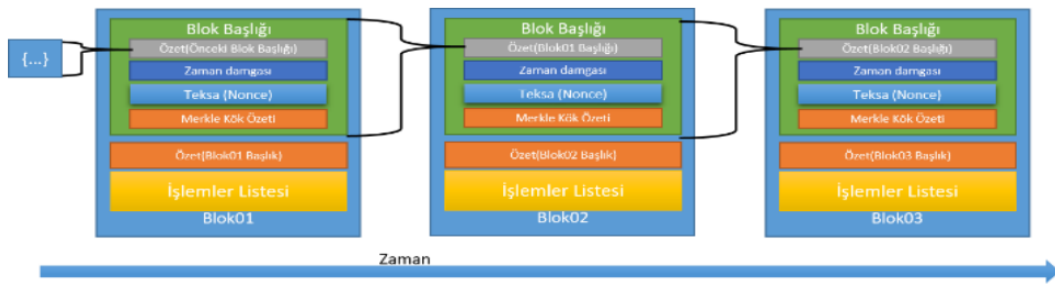 {...}
Blok Başlığı
Özet(Önceki Blok Başlığı)
Zaman damgası
Teksa (Nonce)
Merkle Kök Özeti
Özet(Blok01 Başlık)
İşlemler Listesi
Blok01
Blok Başlığı
Özet(Blok01 Başlığı)
Zaman damgası
Teksa (Nonce)
Merkle Kök Özeti
Özet(Blok02 Başlık)
İşlemler Listesi
Blok02
Blok Başlığı
Özet(Blok02 Başlığı)
Zaman damgası
Teksa (Nonce)
Merkle Kök Özeti
Özet(Blok03 Başlık)
İşlemler Listesi
Blok03
Zaman